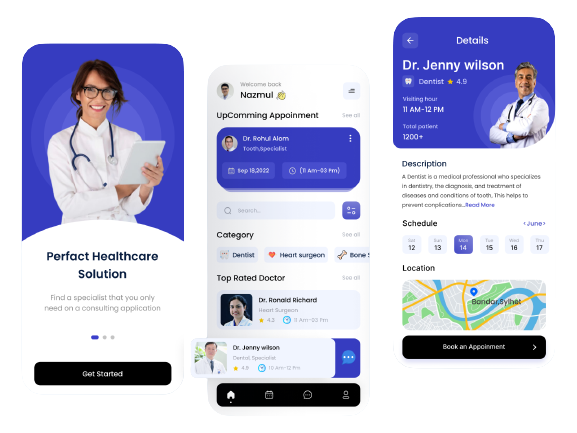 Perfact Healthcare
Solution
Find a specialist that you only
need on a consulting application
Get Started
Welcome back
Nazmul
UpComming Appoinment
See all
Dr. Rohul Alom
Tooth,Specialist
Sep 18,2022
(11 Am-03 Pm)
Search..
Category
See all
Dentist
Heart surgeon
Bone S
Top Rated Doctor
See all
Dr. Ronald Richard
Heart Surgeon
4.3
11 Am-03 Pm
Dr. Jenny wilson
Dental Specialist
4.9
10 Am-12 Pm
Details
Dr. Jenny wilson
Dentist ★ 4.9
Visiting hour
11 AM-12 PM
Total patient
1200+
Description
A Dentist is a medical professional who specializes
in dentistry, the diagnosis, and treatment of
diseases and conditions of tooth. This helps to
prevent conplications...Read More
Schedule
<June>
Sat Sun Mon Tue Wed Thu
12 13 14 15 16 17
Location
Bandar,Sylhet
Book an Appoinment